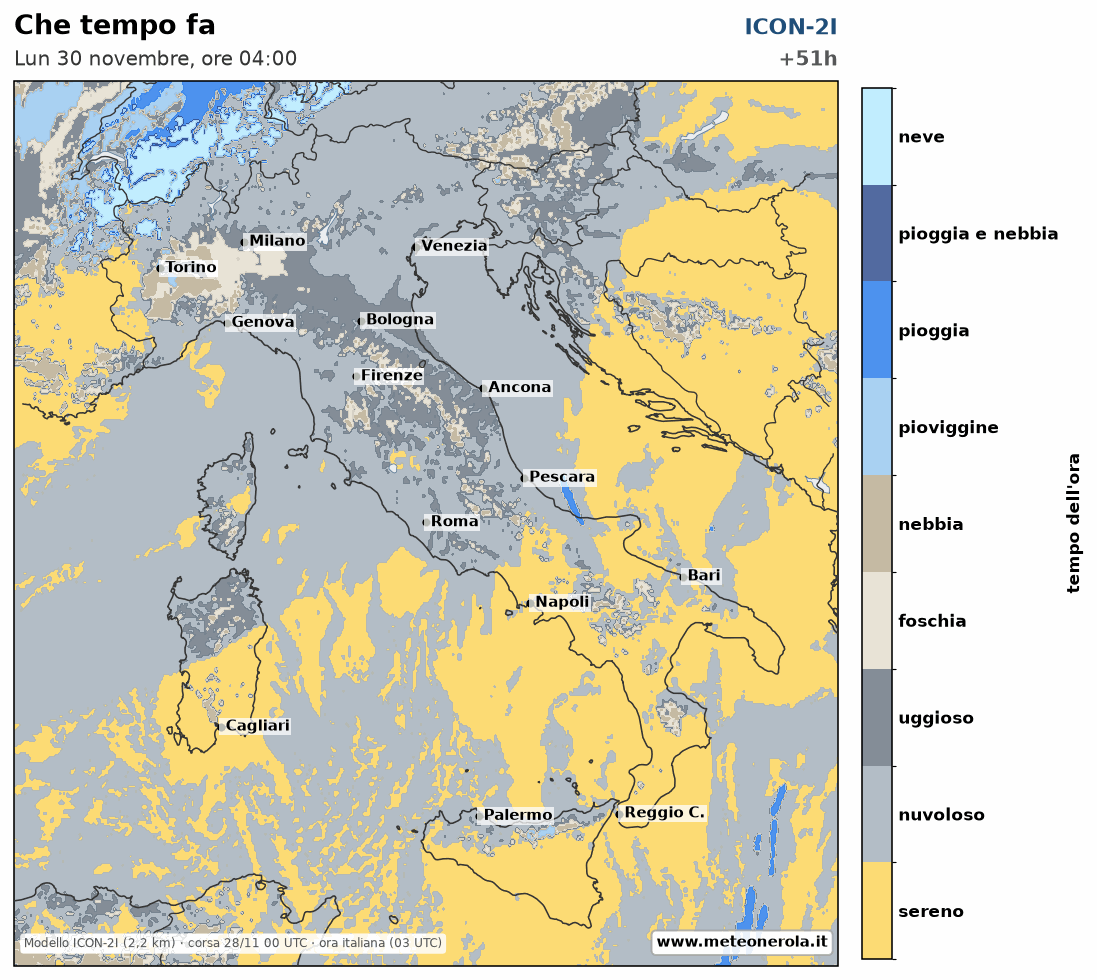 Che tempo fa
ICON-2I
Lun 30 novembre, ore 04:00
+51h
neve
pioggia e nebbia
pioggia
pioviggine
nebbia
foschia
uggioso
nuvoloso
sereno
tempo dell'ora
Milano
Venezia
Torino
Genova
Bologna
Firenze
Ancona
Pescara
Roma
Bari
Napoli
Cagliari
Palermo
Reggio C.
Modello ICON-2I (2,2 km) · corsa 28/11 00 UTC · ora italiana (03 UTC)
www.meteonerola.it